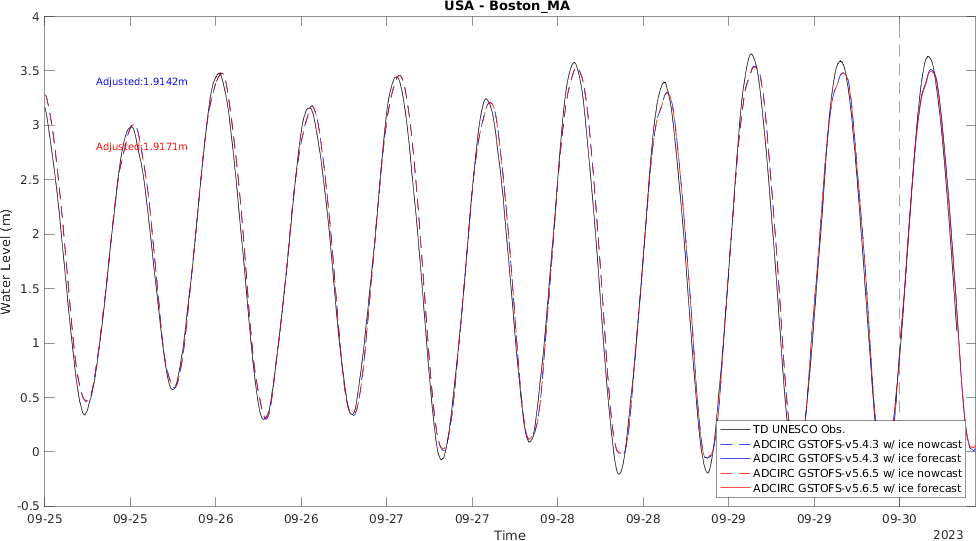 USA - Boston_MA
4
3.5
3
2.5
2
1.5
1
0.5
0
-0.5
Water Level (m)
Adjusted:1.9142m
Adjusted:1.9171m
TD UNESCO Obs.
ADCIRC GSTOFS-v5.4.3 w/ ice nowcast
ADCIRC GSTOFS-v5.4.3 w/ ice forecast
ADCIRC GSTOFS-v5.6.5 w/ ice nowcast
ADCIRC GSTOFS-v5.6.5 w/ ice forecast
09-25 09-25 09-26 09-26 09-27 09-27 09-28 09-28 09-29 09-29 09-30
Time
2023